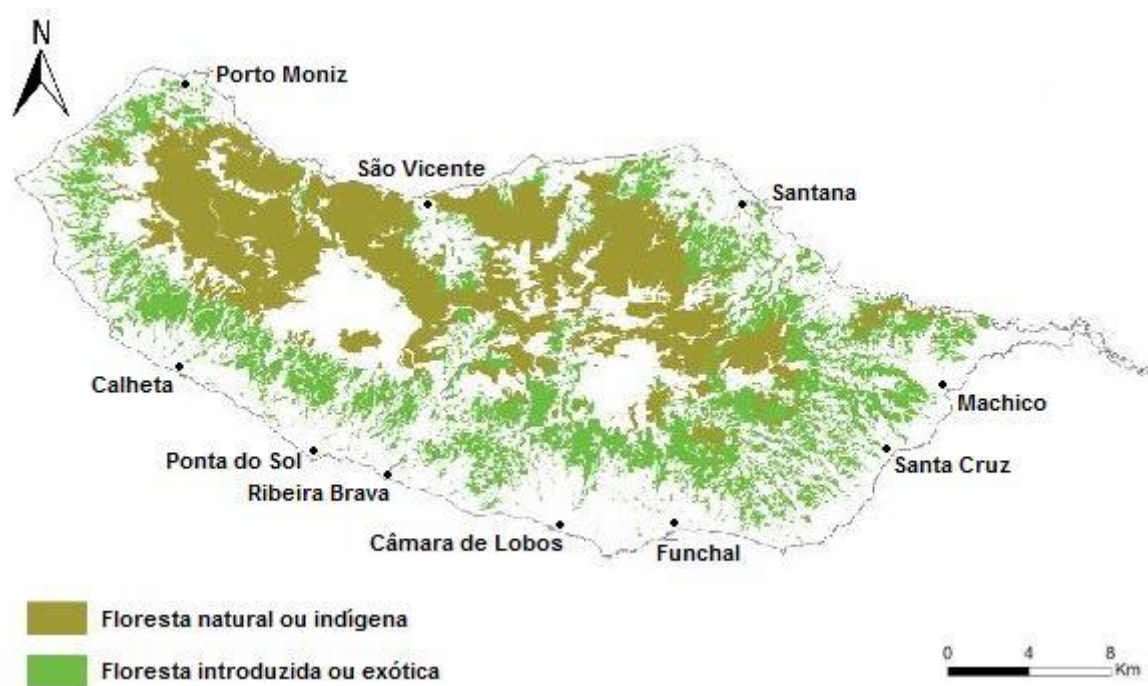 N
Porto Moniz
São Vicente
Santana
Calheta
Machico
Ponta do Sol
Santa Cruz
Ribeira Brava
Câmara de Lobos
Funchal
Floresta natural ou indígena
Floresta introduzida ou exótica
0 4 8
Km